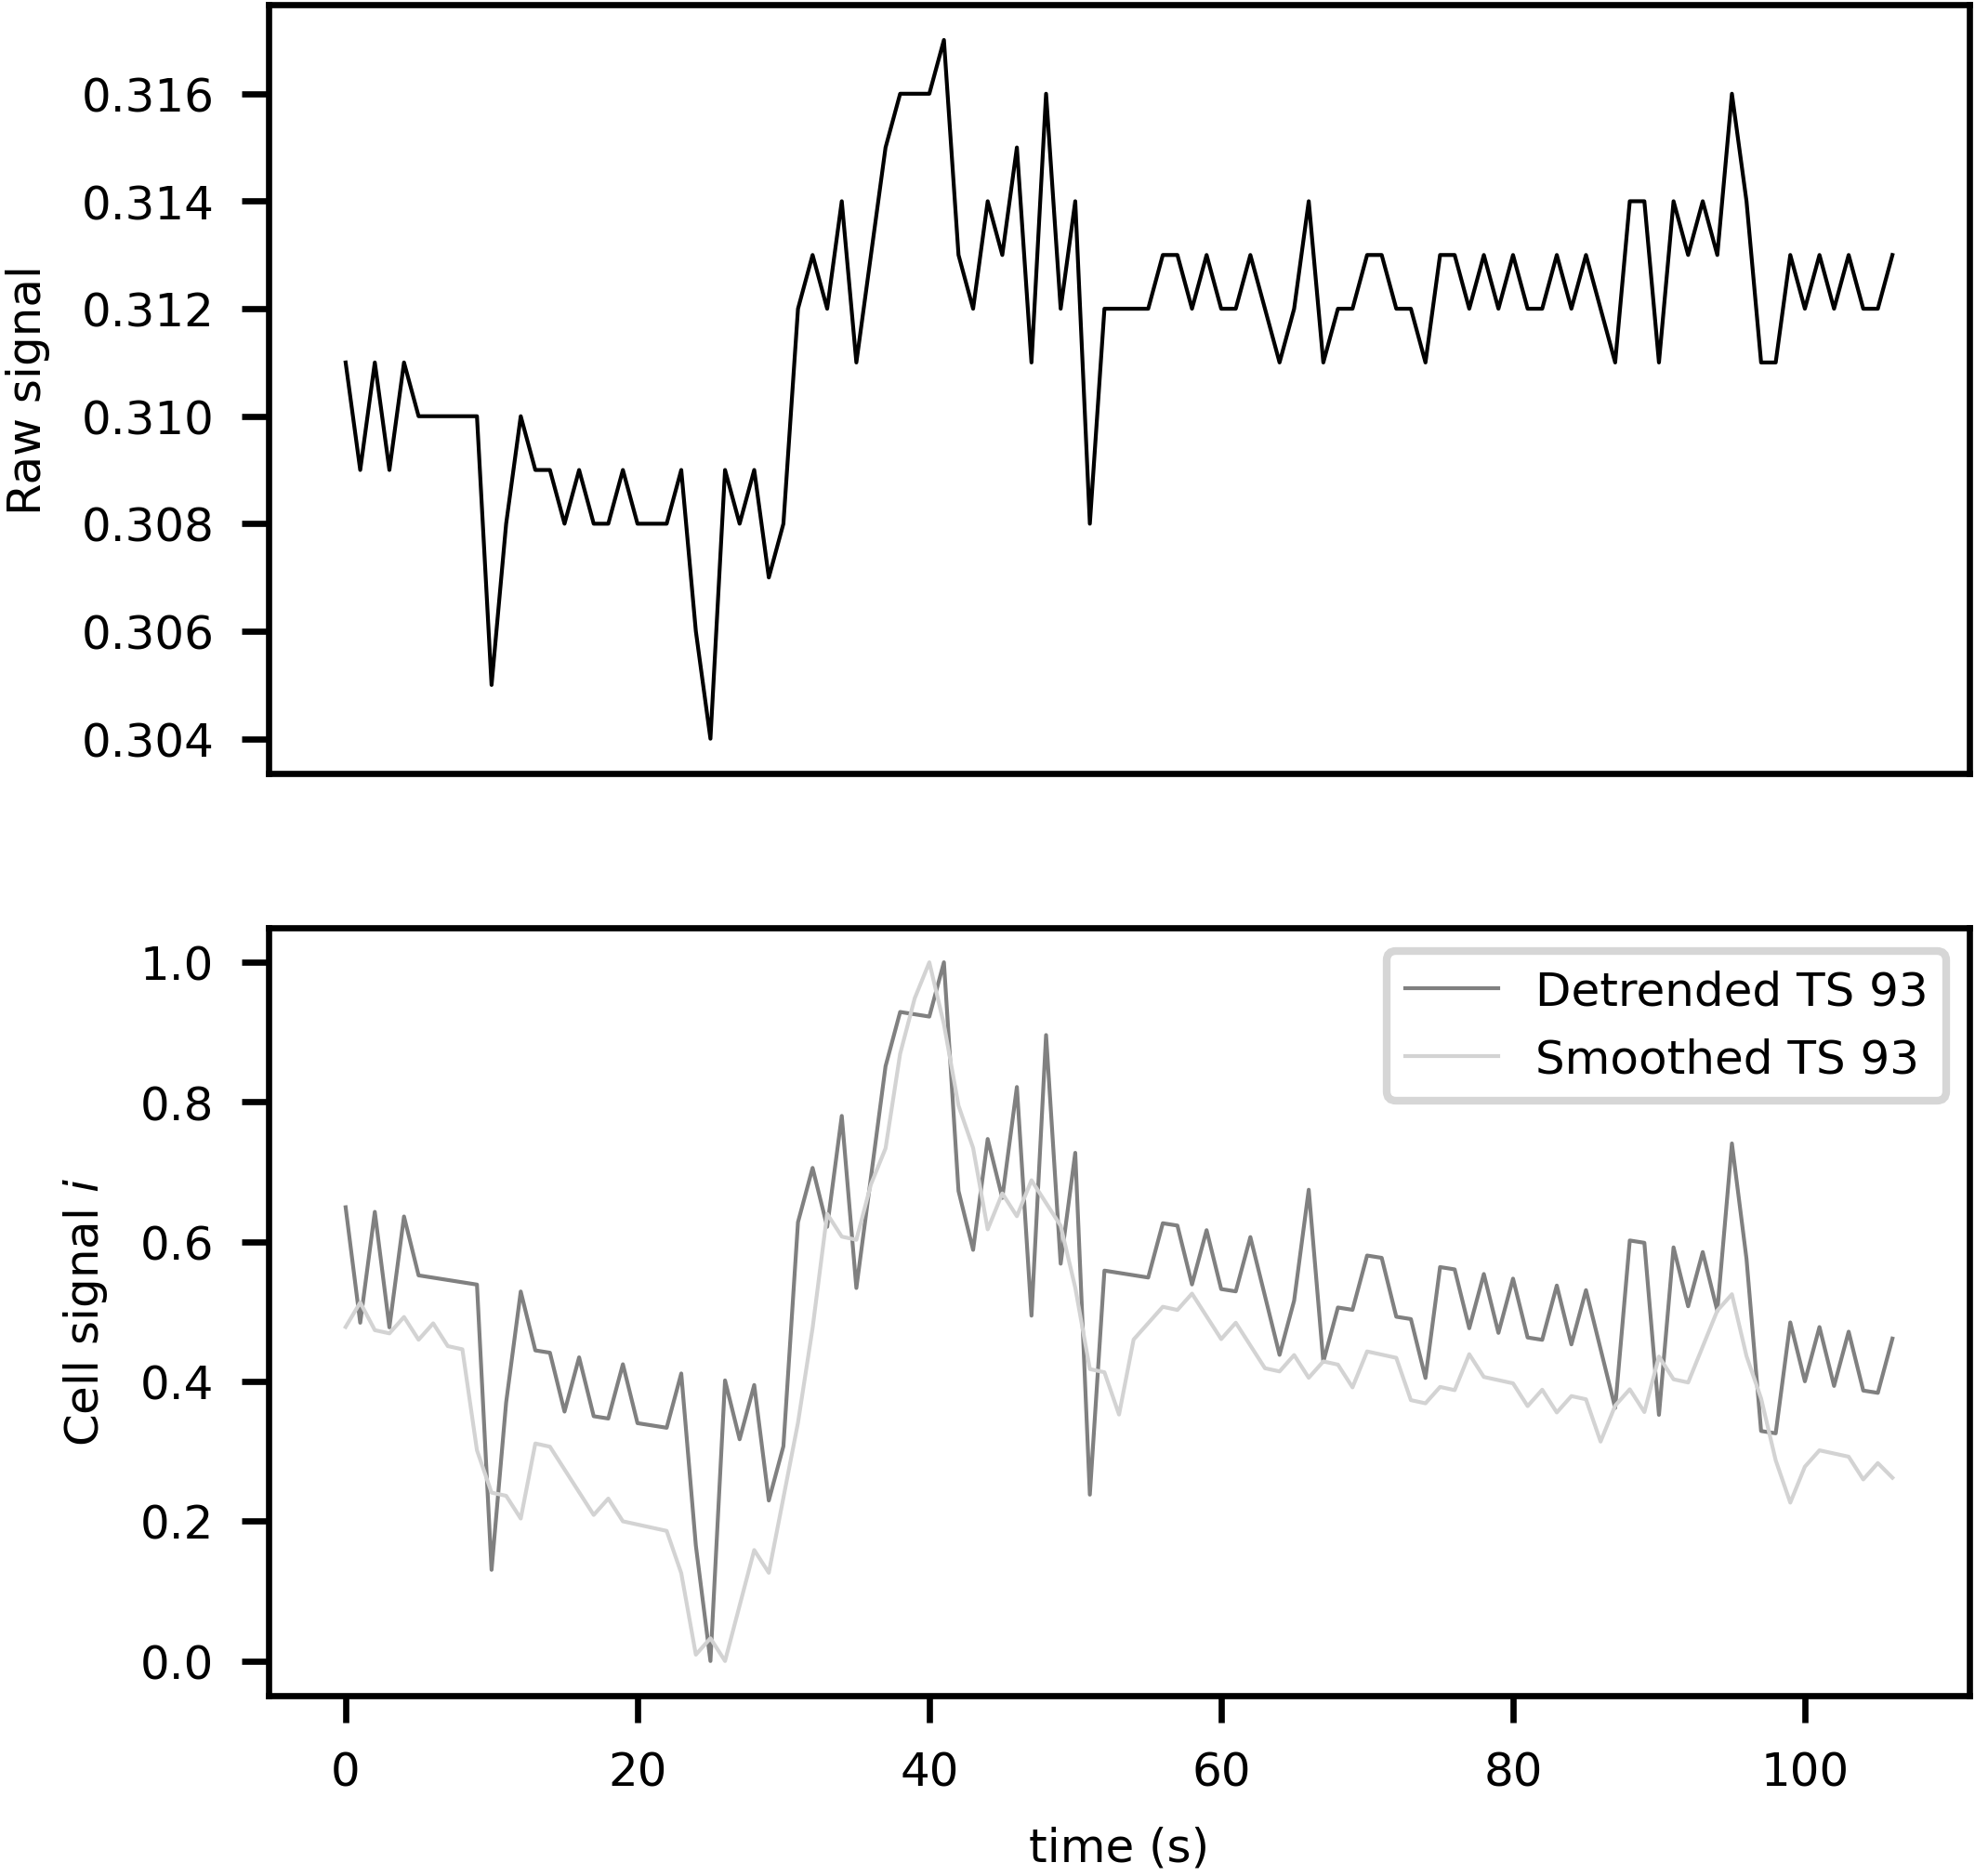 Raw signal
0.316
0.314
0.312
0.310
0.308
0.306
0.304
Cell signal i
1.0
0.8
0.6
0.4
0.2
0.0
Detrended TS 93
Smoothed TS 93
0 20 40 60 80 100
time (s)